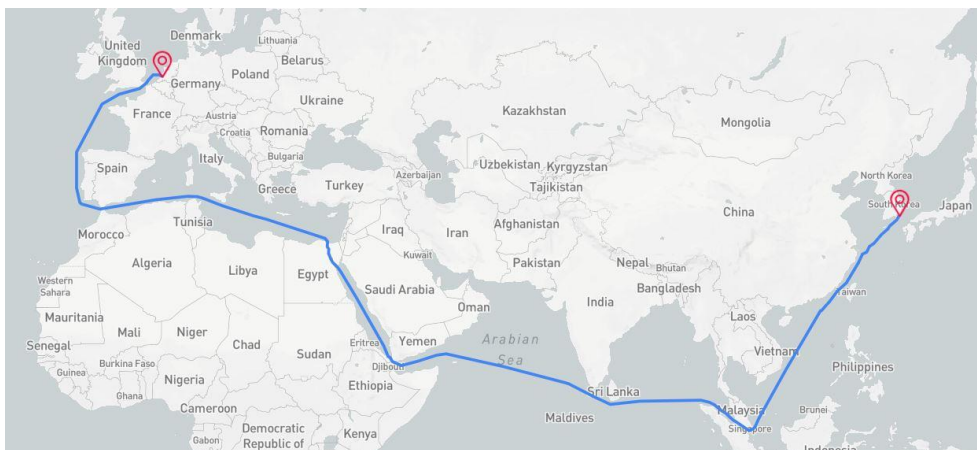 United
Kingdom
Denmark
Lithuania
Belarus
Poland
Germany
Ukraine
France
Austria
Croatia
Romania
Bulgaria
Italy
Spain
Greece
Turkey
Azerbaijan
Kazakhstan
Uzbekistan
Kyrgyzstan
Tajikistan
Mongolia
North Korea
South Korea
Japan
China
Morocco
Tunisia
Algeria
Libya
Egypt
Iraq
Iran
Kuwait
Afghanistan
Pakistan
Nepal
Bhutan
Bangladesh
India
Taiwan
Western
Sahara
Mauritania
Mali
Niger
Chad
Sudan
Saudi Arabia
Oman
Yemen
Eritrea
Djibouti
Arabian
Sea
Laos
Vietnam
Philippines
Senegal
Guinea
Burkina Faso
Ghana
Nigeria
Cameroon
Ethiopia
Sri Lanka
Maldives
Malaysia
Singapore
Brunei
Gabon
Democratic
Republic of
Kenya